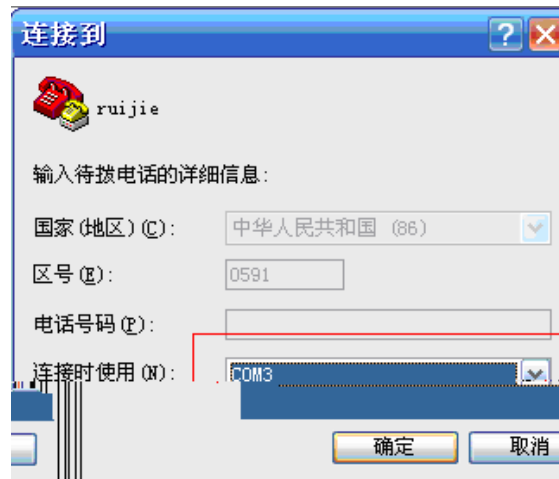 连接到
ruijie
输入待拨电话的详细信息:
国家(地区)(C): 中华人民共和国 (86)
区号(E): 0591
电话号码(P):
连接时使用(N): COM3
确定 取消